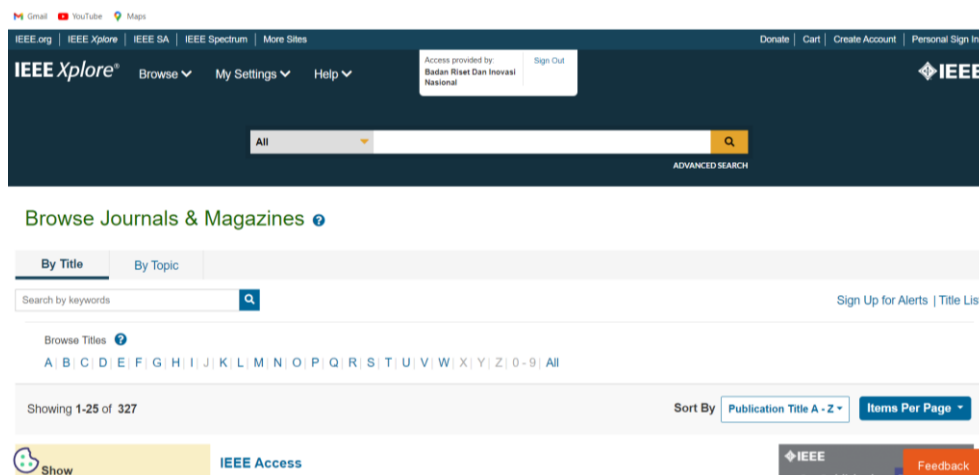 Gmail YouTube Maps
IEEE.org | IEEE Xplore | IEEE SA | IEEE Spectrum | More Sites Donate | Cart | Create Account | Personal Sign In
IEEE Xplore® Browse My Settings Help Access provided by: Sign Out IEEE
Badan Riset Dan Inovasi
Nasional
All
ADVANCED SEARCH
Browse Journals & Magazines ?
By Title By Topic
Search by keywords Sign Up for Alerts | Title Lis
Browse Titles ?
A | B | C | D | E | F | G | H | I | J | K | L | M | N | O | P | Q | R | S | T | U | V | W | X | Y | Z | 0 - 9 | All
Showing 1-25 of 327 Sort By Publication Title A - Z Items Per Page
Show IEEE Access IEEE
Feedback